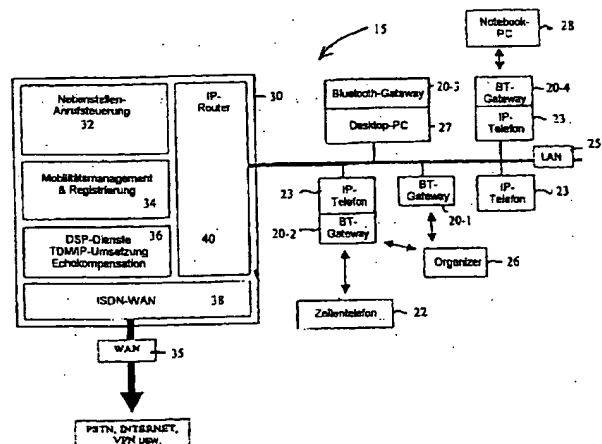 15
Nebenstellen-
Anrufsteuerung
32
Mobilitätsmanagement
& Registrierung
34
DSP-Dienste 36
TDM/IP-Umsetzung
Echokompensation
ISDN-WAN 38
IP-
Router
40
30
WAN 35
PSTN, INTERNET,
VPN usw.
Bluetooth-Gateway 20-3
Desktop-PC 27
Notebook-
PC 28
BT-
Gateway 20-4
IP-
Telefon 23
LAN 25
23 IP-
Telefon
BT-
Gateway
20-2
BT-
Gateway
20-1
IP-
Telefon 23
Organizer 26
Zellentelefon 22